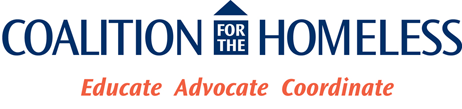 COALITION FOR THE HOMELESS
Educate Advocate Coordinate